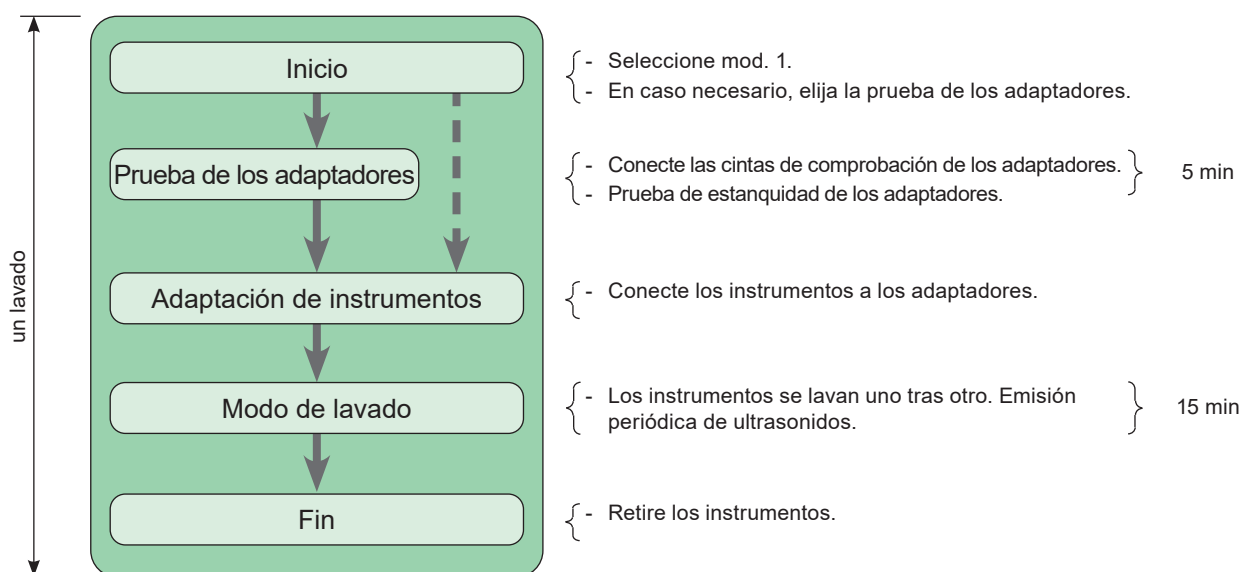 un lavado
Inicio
- Seleccione mod. 1.
- En caso necesario, elija la prueba de los adaptadores.
Prueba de los adaptadores
- Conecte las cintas de comprobación de los adaptadores.
- Prueba de estanquidad de los adaptadores.
5 min
Adaptación de instrumentos
- Conecte los instrumentos a los adaptadores.
Modo de lavado
- Los instrumentos se lavan uno tras otro. Emisión
periódica de ultrasonidos.
15 min
Fin
- Retire los instrumentos.